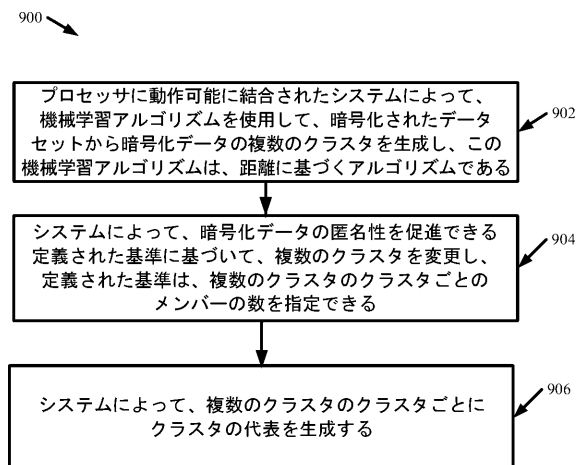 900
プロセッサに動作可能に結合されたシステムによって、
機械学習アルゴリズムを使用して、暗号化されたデータ
セットから暗号化データの複数のクラスタを生成し、この
機械学習アルゴリズムは、距離に基づくアルゴリズムである
902
システムによって、暗号化データの匿名性を促進できる
定義された基準に基づいて、複数のクラスタを変更し、
定義された基準は、複数のクラスタのクラスタごとの
メンバーの数を指定できる
904
システムによって、複数のクラスタのクラスタごとに
クラスタの代表を生成する
906